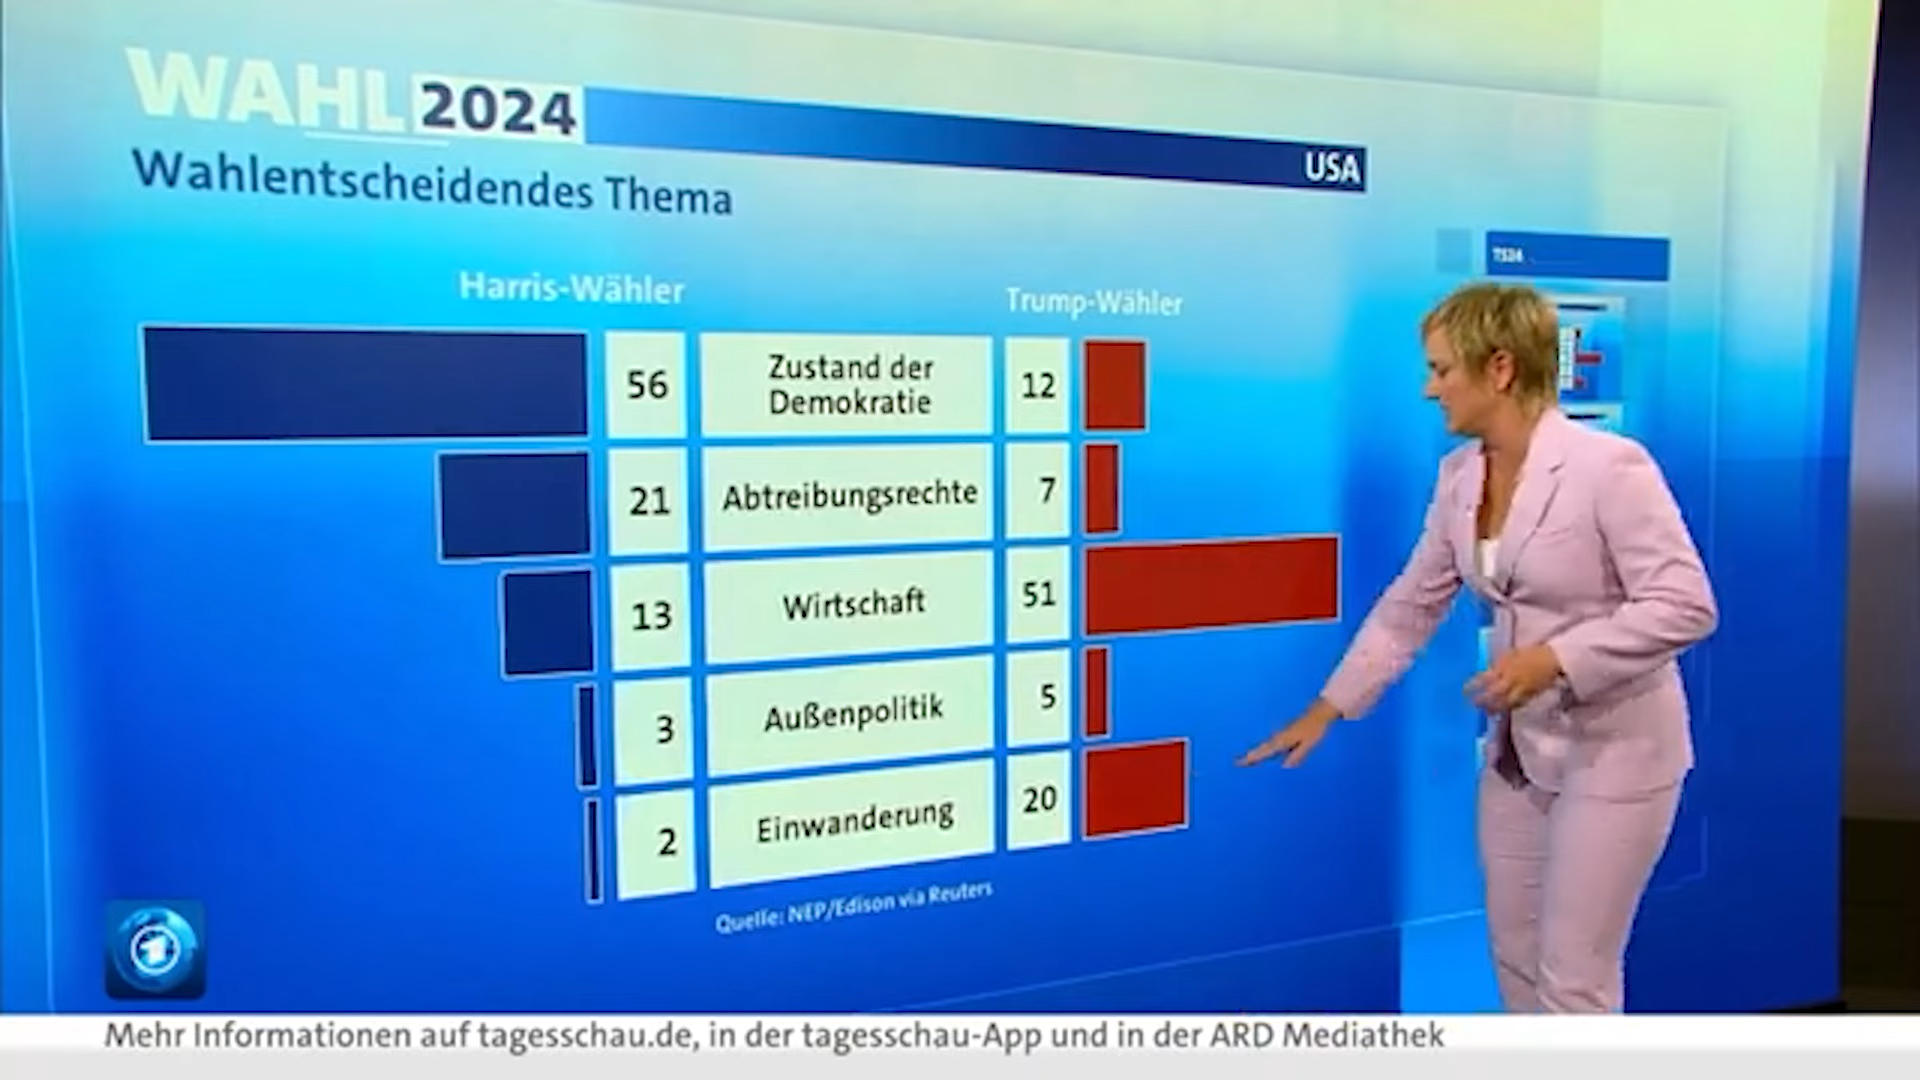 WAHL 2024
USA
Wahlentscheidendes Thema
TS24
Harris-Wähler
Trump-Wähler
56 Zustand der Demokratie 12
21 Abtreibungsrechte 7
13 Wirtschaft 51
3 Außenpolitik 5
2 Einwanderung 20
Quelle: NEP/Edison via Reuters
1
Mehr Informationen auf tagesschau.de, in der tagesschau-App und in der ARD Mediathek